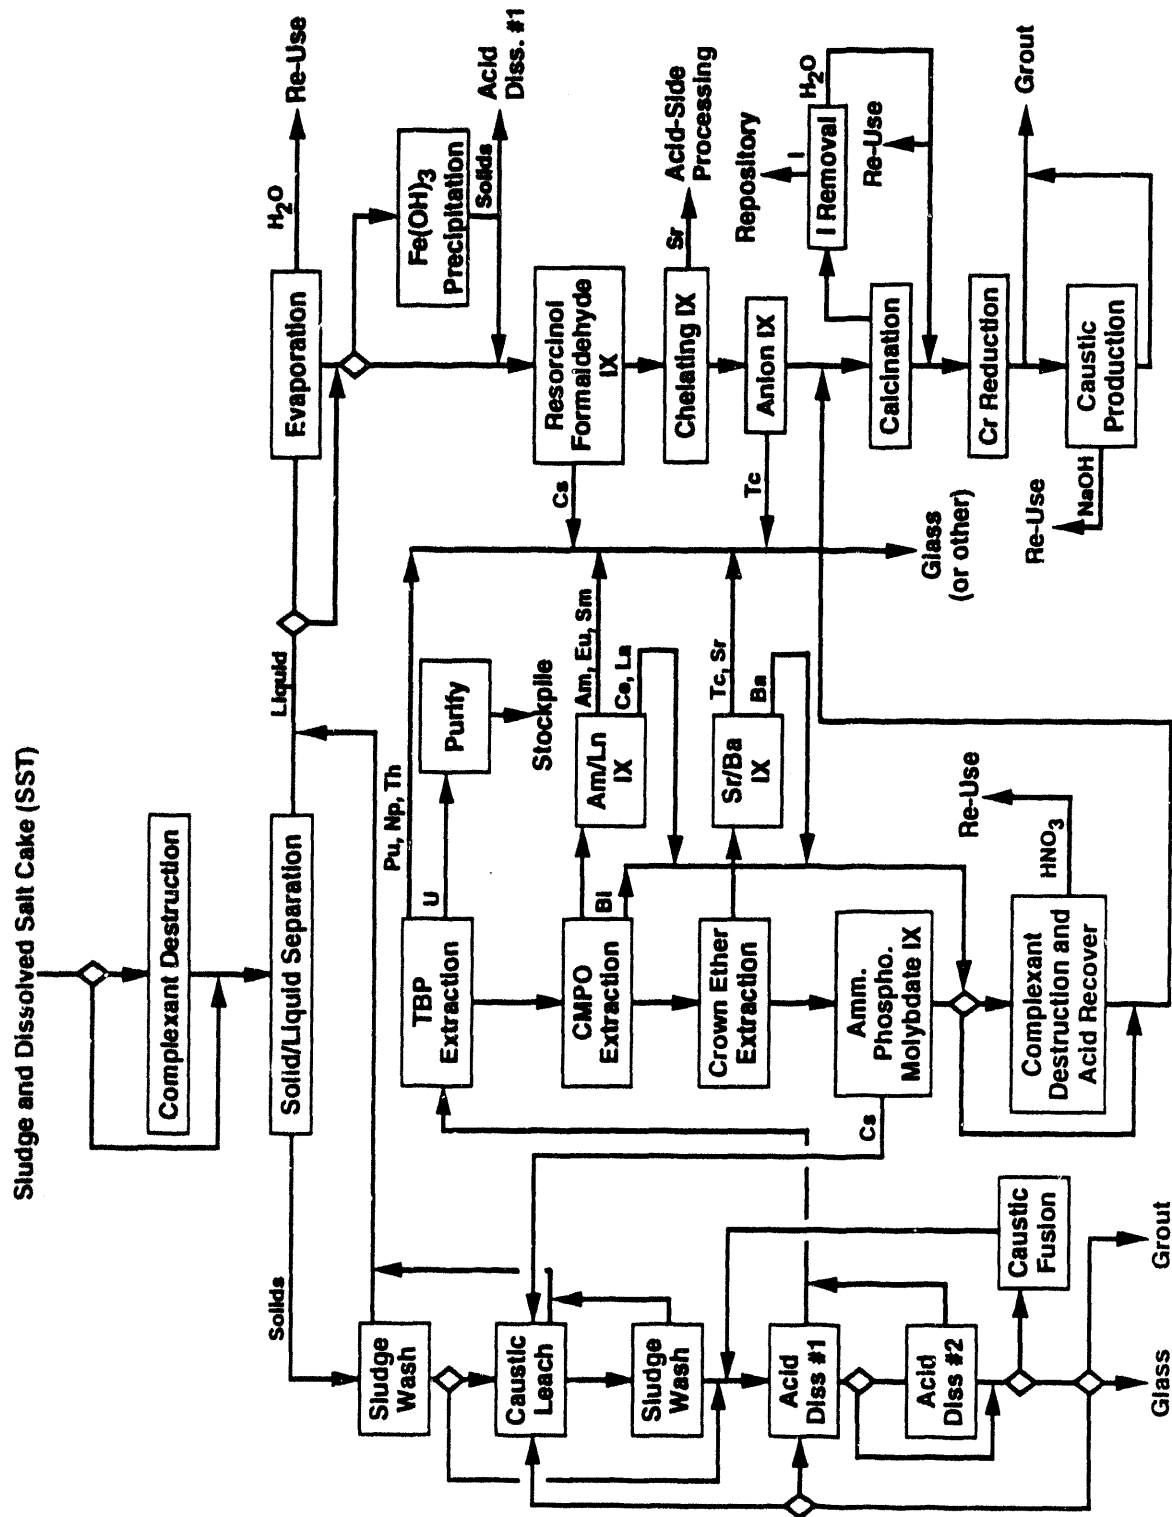 Sludge and Dissolved Salt Cake (SST)
Complexant Destruction
Solid/Liquid Separation
Solids
Liquid
Evaporation
H2O
Re-Use
Fe(OH)3
Precipitation
Solids
Acid
Diss. #1
Sludge
Wash
Caustic
Leach
Sludge
Wash
Acid
Diss #1
Acid
Diss #2
Caustic
Fusion
Glass
Grout
TBP
Extraction
Pu, Np, Th
U
Purify
Stockpile
CMPO
Extraction
Bi
Am/Ln
IX
Am, Eu, Sm
Ce, La
Crown Ether
Extraction
Sr/Ba
IX
Tc, Sr
Ba
Amm.
Phospho.
Molybdate IX
Cs
Complexant
Destruction and
Acid Recover
HNO3
Re-Use
Resorcinol
Formaldehyde
IX
Cs
Chelating IX
Sr
Acid-Side
Processing
Anion IX
Tc
Glass
(or other)
Calcination
I Removal
I
Repository
H2O
Re-Use
Cr Reduction
Grout
Caustic
Production
NaOH
Re-Use